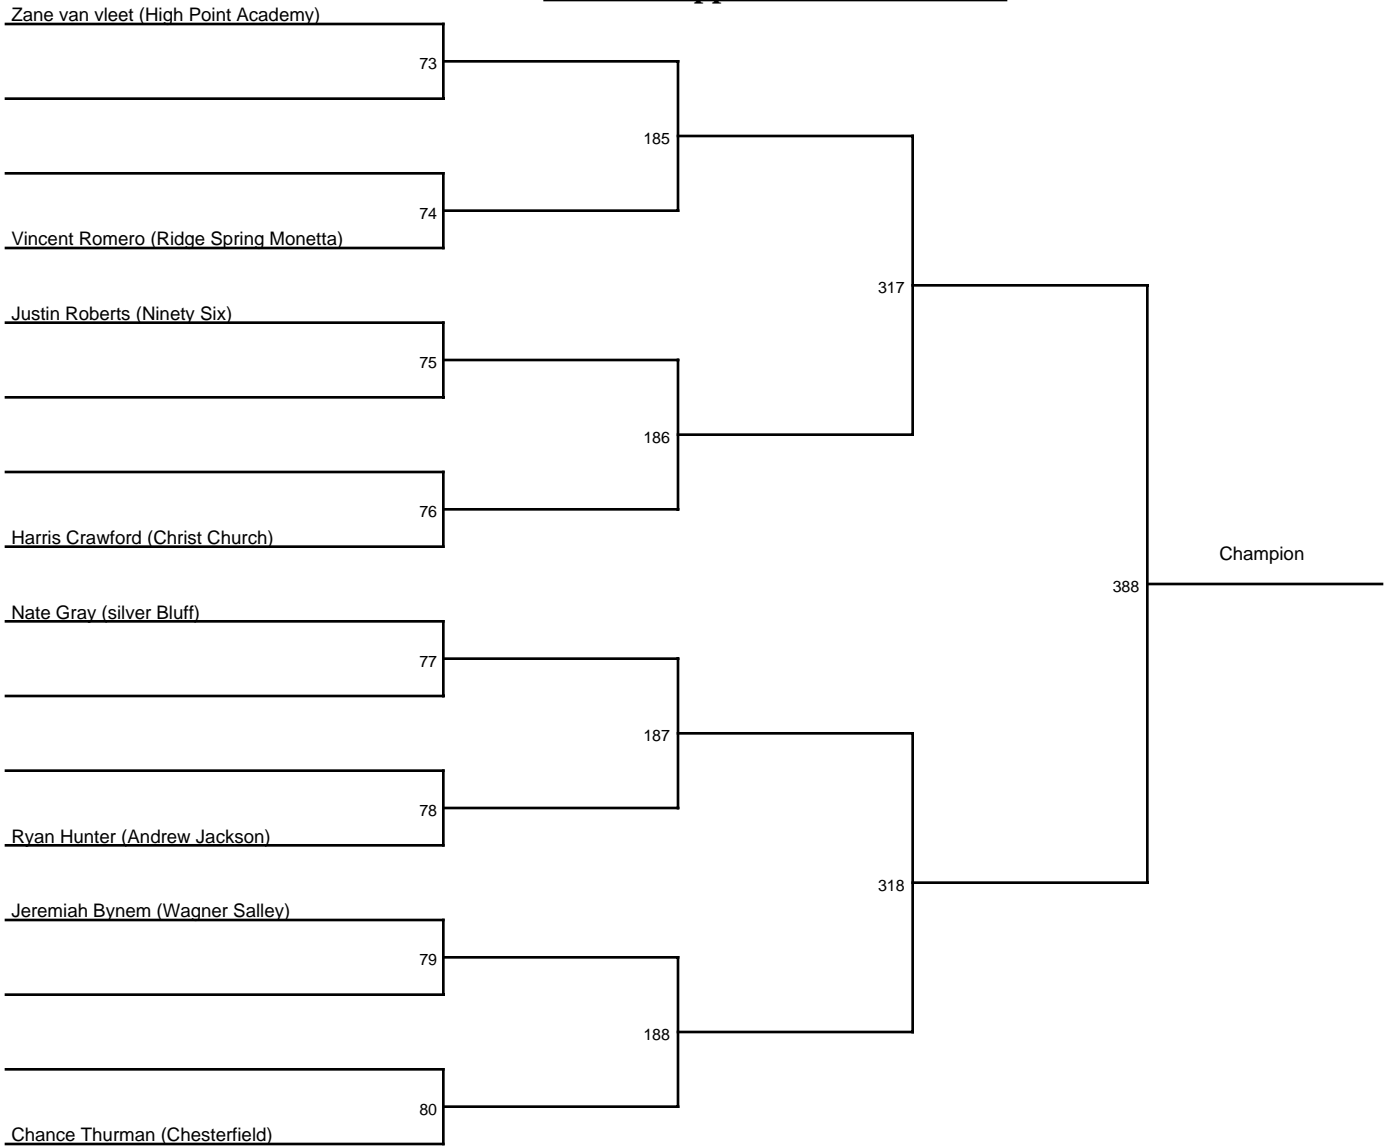 Zane van vleet (High Point Academy)
73
185
74
Vincent Romero (Ridge Spring Monetta)
317
Justin Roberts (Ninety Six)
75
186
76
Harris Crawford (Christ Church)
Champion
388
Nate Gray (silver Bluff)
77
187
78
Ryan Hunter (Andrew Jackson)
318
Jeremiah Bynem (Wagner Salley)
79
188
80
Chance Thurman (Chesterfield)